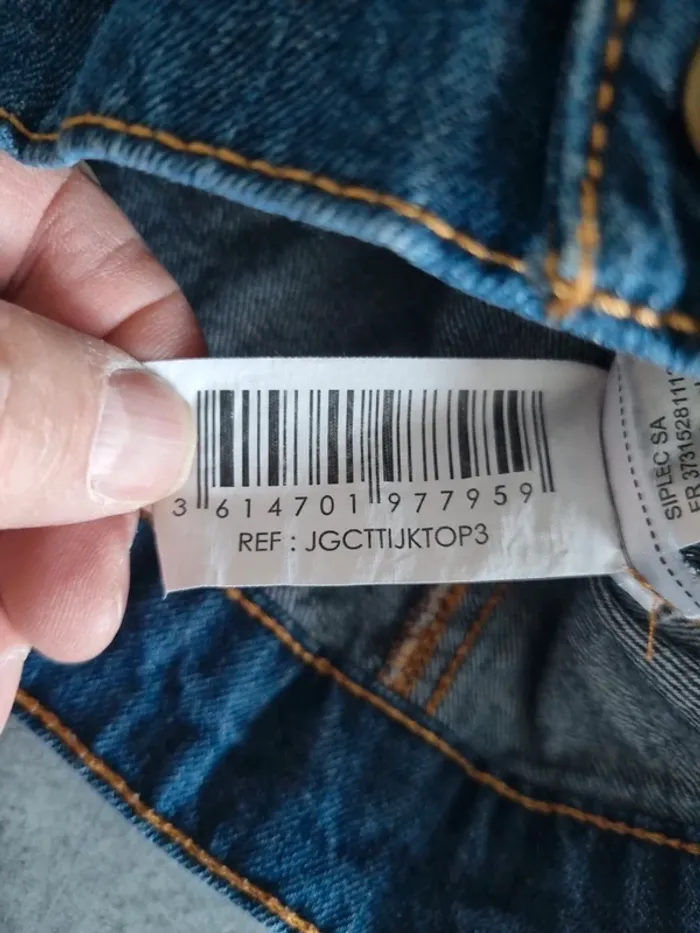 3 614701 977959
REF : JGCTTIJKTOP3
SIPLEC SA